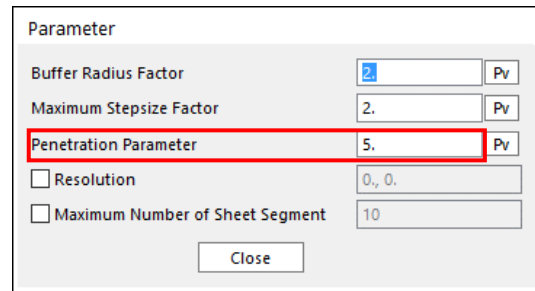 Parameter
Buffer Radius Factor 2. Pv
Maximum Stepsize Factor 2. Pv
Penetration Parameter 5. Pv
Resolution 0., 0.
Maximum Number of Sheet Segment 10
Close